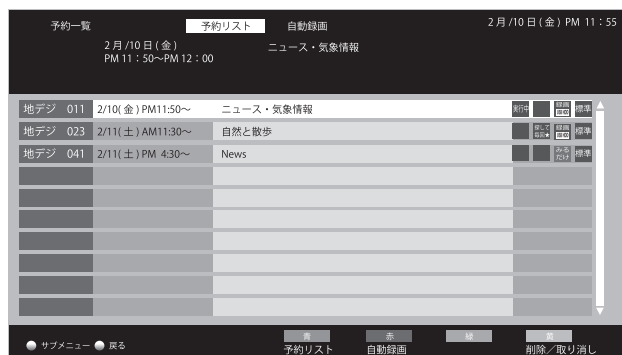 予約一覧 予約リスト 自動録画 2月/10日(金) PM 11:55
2月/10日(金) ニュース・気象情報
PM 11:50〜PM 12:00
地デジ 011 2/10(金) PM11:50〜 ニュース・気象情報 実行中 録画 標準
地デジ 023 2/11(土) AM11:30〜 自然と散歩 探して毎回★ 録画 標準
地デジ 041 2/11(土) PM 4:30〜 News みるだけ 標準
青 赤 緑 黄
サブメニュー 戻る 予約リスト 自動録画 削除/取り消し